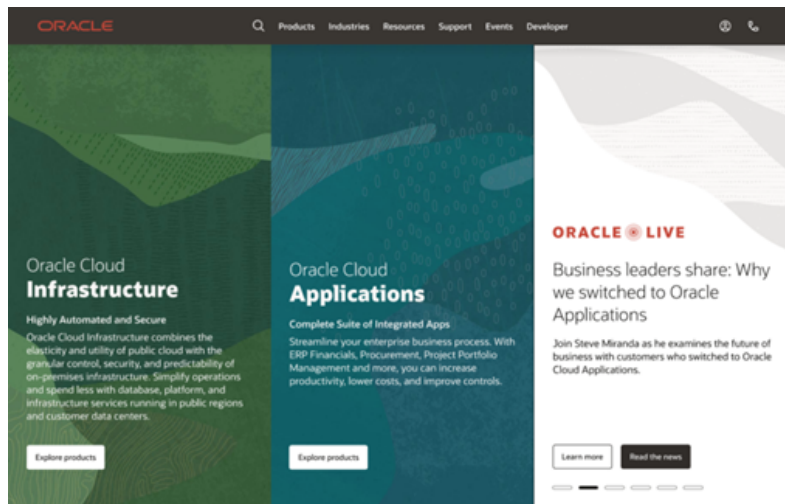 ORACLE
Products Industries Resources Support Events Developer
Oracle Cloud
Infrastructure
Highly Automated and Secure
Oracle Cloud Infrastructure combines the
elasticity and utility of public cloud with the
granular control, security, and predictability of
on-premises infrastructure. Simplify operations
and spend less with database, platform, and
infrastructure services running in public regions
and customer data centers.
Explore products
Oracle Cloud
Applications
Complete Suite of Integrated Apps
Streamline your enterprise business process. With
ERP Financials, Procurement, Project Portfolio
Management and more, you can increase
productivity, lower costs, and improve controls.
Explore products
ORACLE LIVE
Business leaders share: Why
we switched to Oracle
Applications
Join Steve Miranda as he examines the future of
business with customers who switched to Oracle
Cloud Applications.
Learn more
Read the news